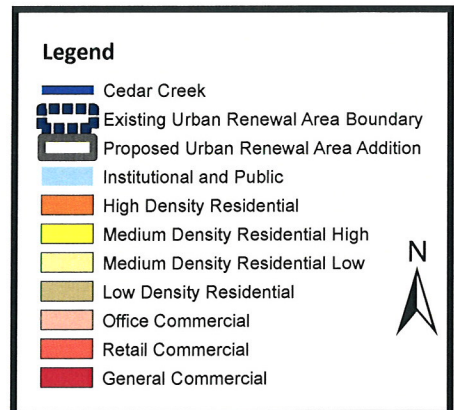 Legend
Cedar Creek
Existing Urban Renewal Area Boundary
Proposed Urban Renewal Area Addition
Institutional and Public
High Density Residential
Medium Density Residential High
Medium Density Residential Low
Low Density Residential
Office Commercial
Retail Commercial
General Commercial
N